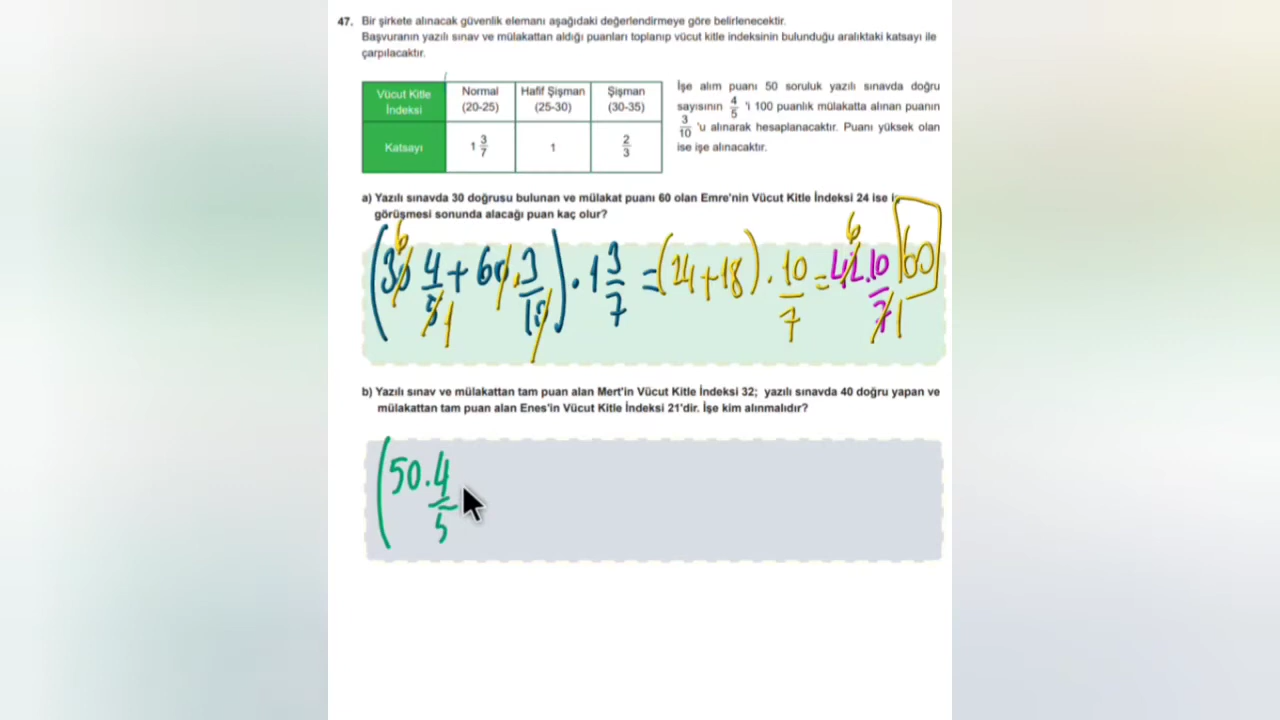 47. Bir şirkete alınacak güvenlik elemanı aşağıdaki değerlendirmeye göre belirlenecektir.
Başvuranın yazılı sınav ve mülakattan aldığı puanları toplanıp vücut kitle indeksinin bulunduğu aralıktaki katsayı ile
çarpılacaktır.
Vücut Kitle İndeksi | Normal (20-25) | Hafif Şişman (25-30) | Şişman (30-35)
Katsayı | 1 3/7 | 1 | 2/3
İşe alım puanı 50 soruluk yazılı sınavda doğru
sayısının 4/5 'i 100 puanlık mülakatta alınan puanın
3/10 'u alınarak hesaplanacaktır. Puanı yüksek olan
ise işe alınacaktır.
a) Yazılı sınavda 30 doğrusu bulunan ve mülakat puanı 60 olan Emre'nin Vücut Kitle İndeksi 24 ise
görüşmesi sonunda alacağı puan kaç olur?
(30 4/5 + 60 . 3/10) . 1 3/7 = (24+18) . 10/7 = 42.10/7 60
6 1 6 1
b) Yazılı sınav ve mülakattan tam puan alan Mert'in Vücut Kitle İndeksi 32; yazılı sınavda 40 doğru yapan ve
mülakattan tam puan alan Enes'in Vücut Kitle İndeksi 21'dir. İşe kim alınmalıdır?
(50.4/5